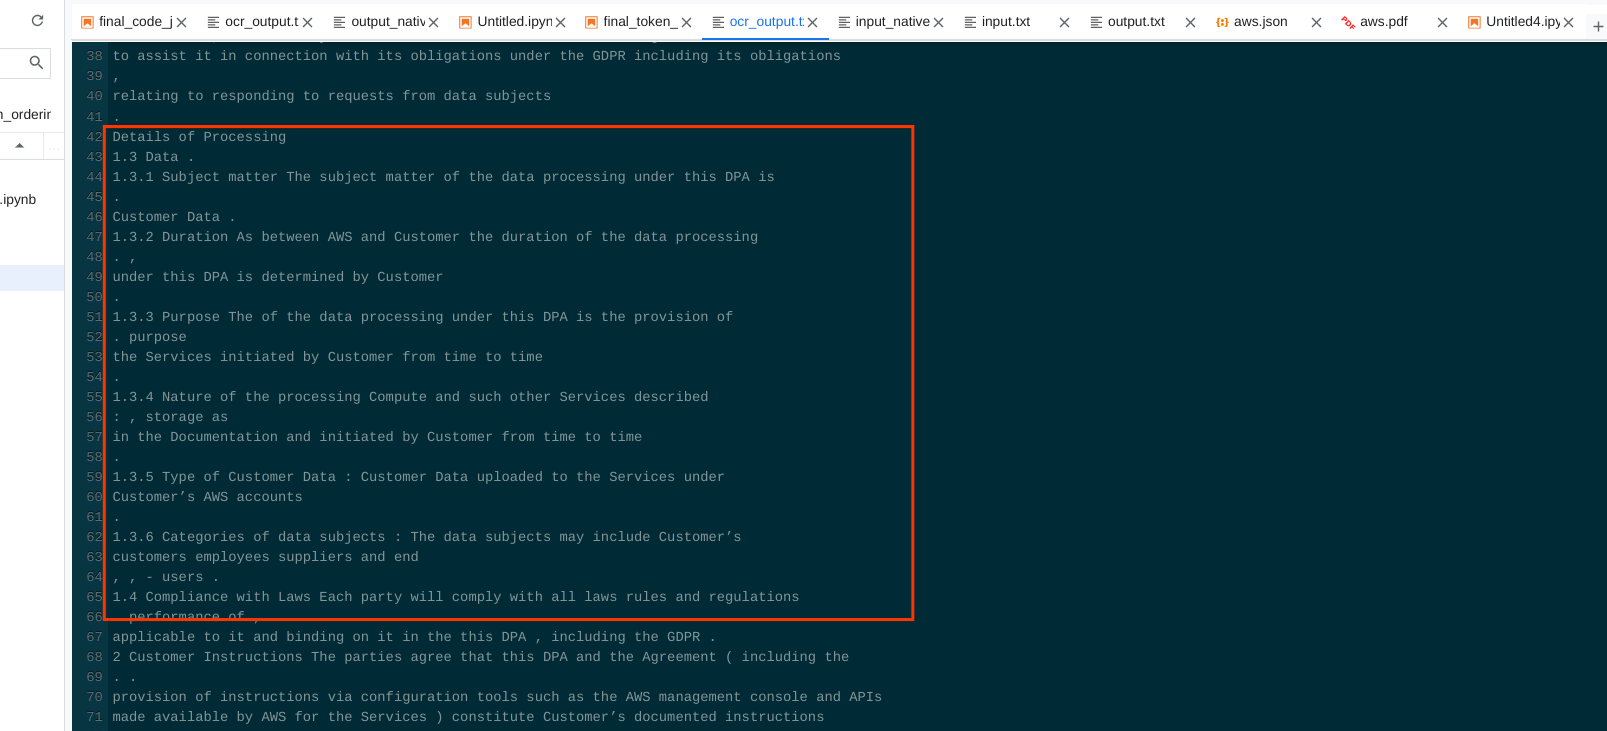 final_code_j
ocr_output.t
output_nativ
Untitled.ipyn
final_token_
ocr_output.t
input_native
input.txt
output.txt
aws.json
aws.pdf
Untitled4.ipy
n_orderir
.ipynb
38 to assist it in connection with its obligations under the GDPR including its obligations
39 ,
40 relating to responding to requests from data subjects
41 .
42 Details of Processing
43 1.3 Data .
44 1.3.1 Subject matter The subject matter of the data processing under this DPA is
45 .
46 Customer Data .
47 1.3.2 Duration As between AWS and Customer the duration of the data processing
48 . ,
49 under this DPA is determined by Customer
50 .
51 1.3.3 Purpose The of the data processing under this DPA is the provision of
52 . purpose
53 the Services initiated by Customer from time to time
54 .
55 1.3.4 Nature of the processing Compute and such other Services described
56 : , storage as
57 in the Documentation and initiated by Customer from time to time
58 .
59 1.3.5 Type of Customer Data : Customer Data uploaded to the Services under
60 Customer’s AWS accounts
61 .
62 1.3.6 Categories of data subjects : The data subjects may include Customer’s
63 customers employees suppliers and end
64 , , - users .
65 1.4 Compliance with Laws Each party will comply with all laws rules and regulations
66 . performance of ,
67 applicable to it and binding on it in the this DPA , including the GDPR .
68 2 Customer Instructions The parties agree that this DPA and the Agreement ( including the
69 . .
70 provision of instructions via configuration tools such as the AWS management console and APIs
71 made available by AWS for the Services ) constitute Customer’s documented instructions